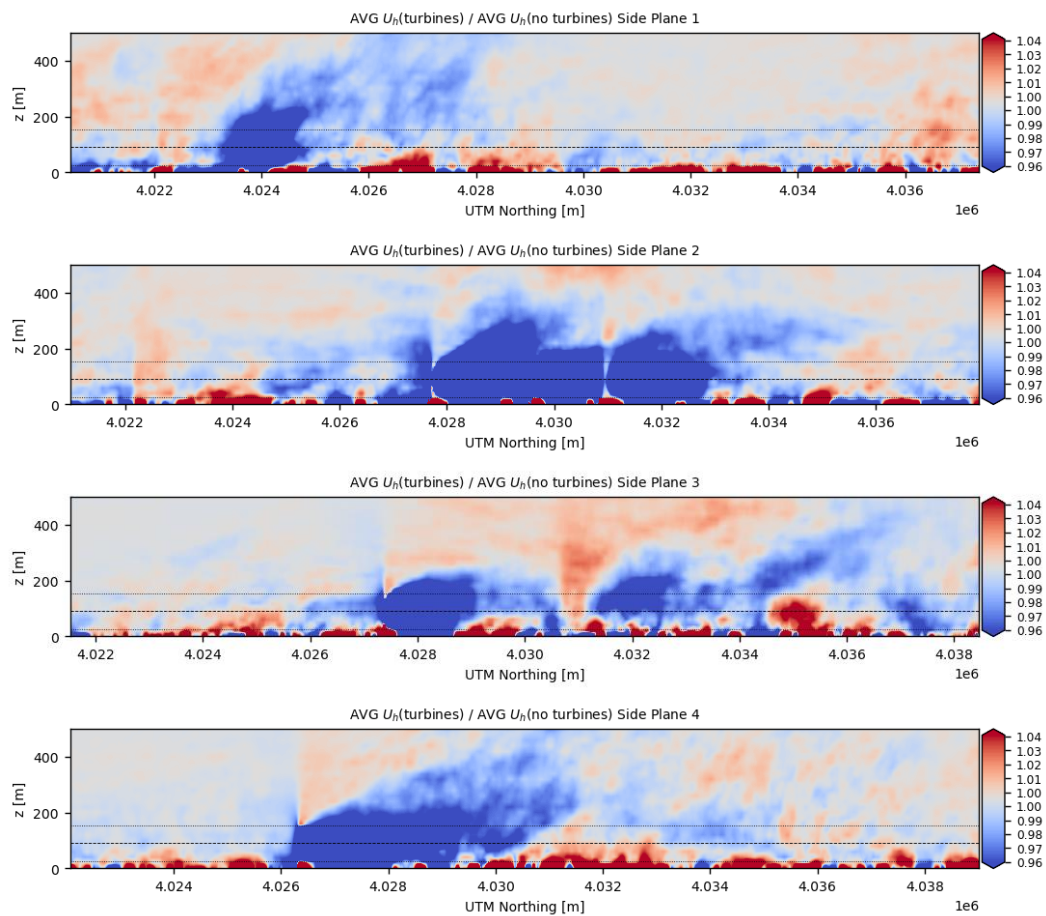 AVG U_h(turbines) / AVG U_h(no turbines) Side Plane 1
z [m]
400
200
0
4.022 4.024 4.026 4.028 4.030 4.032 4.034 4.036
1e6
UTM Northing [m]
1.04
1.03
1.02
1.01
1.00
0.99
0.98
0.97
0.96
AVG U_h(turbines) / AVG U_h(no turbines) Side Plane 2
z [m]
400
200
0
4.022 4.024 4.026 4.028 4.030 4.032 4.034 4.036
1e6
UTM Northing [m]
1.04
1.03
1.02
1.01
1.00
0.99
0.98
0.97
0.96
AVG U_h(turbines) / AVG U_h(no turbines) Side Plane 3
z [m]
400
200
0
4.022 4.024 4.026 4.028 4.030 4.032 4.034 4.036 4.038
1e6
UTM Northing [m]
1.04
1.03
1.02
1.01
1.00
0.99
0.98
0.97
0.96
AVG U_h(turbines) / AVG U_h(no turbines) Side Plane 4
z [m]
400
200
0
4.024 4.026 4.028 4.030 4.032 4.034 4.036 4.038
1e6
UTM Northing [m]
1.04
1.03
1.02
1.01
1.00
0.99
0.98
0.97
0.96